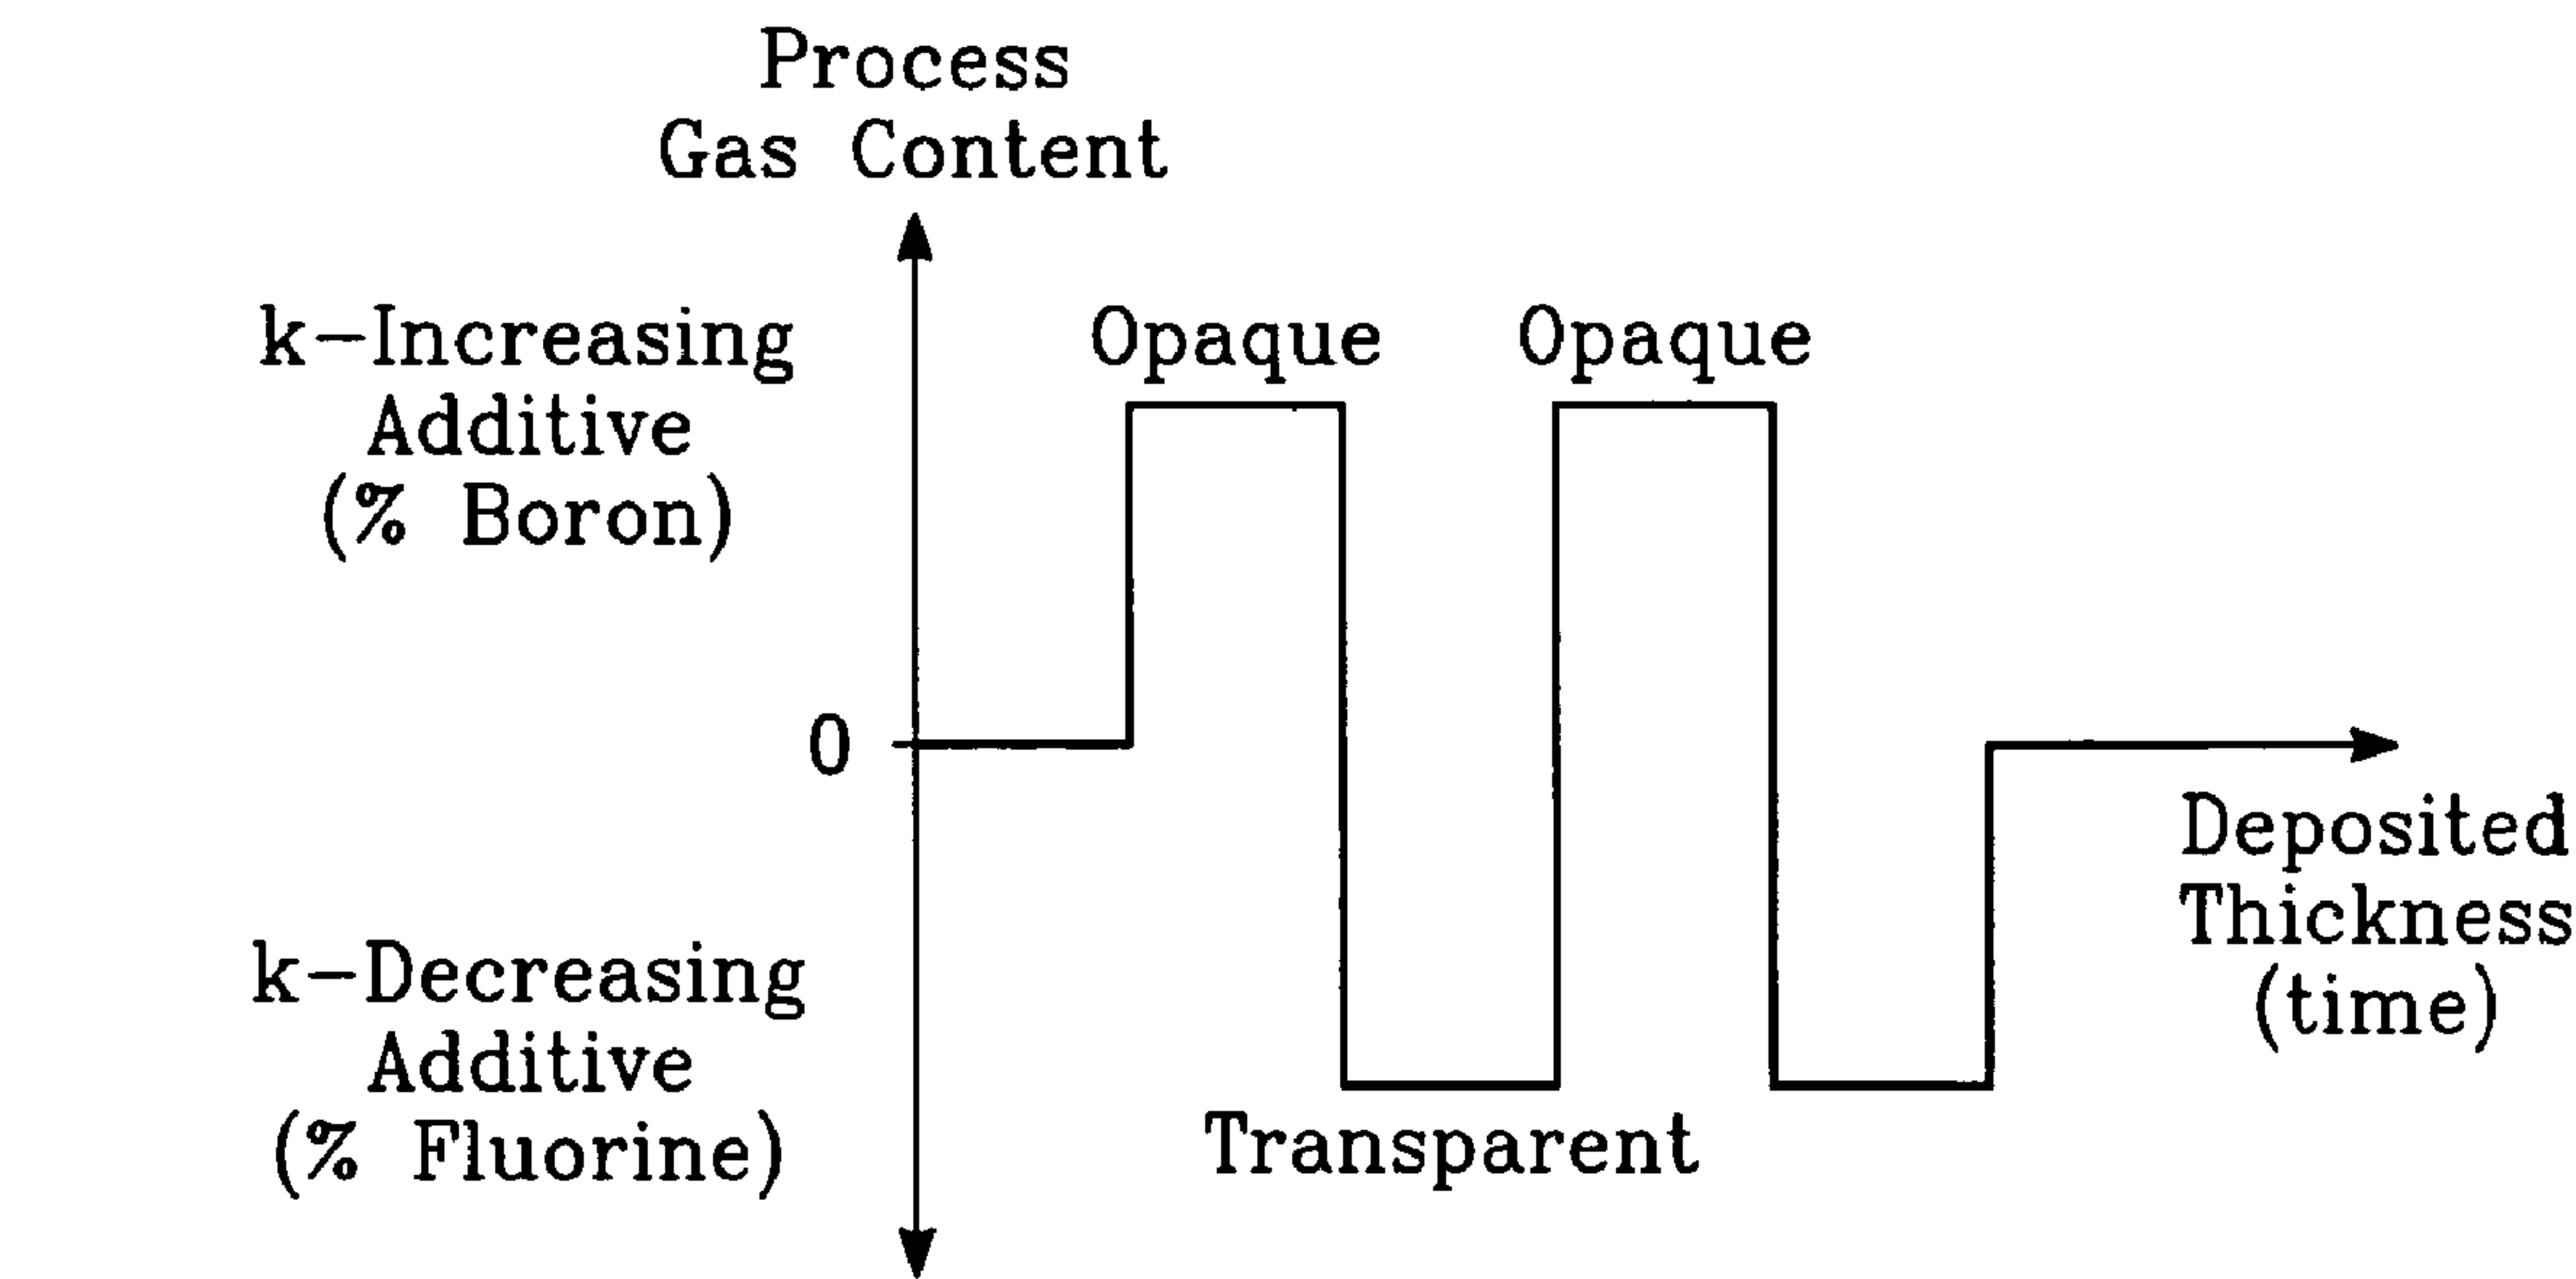 Process
Gas Content
k-Increasing
Additive
(% Boron)
Opaque
Opaque
0
Deposited
Thickness
(time)
k-Decreasing
Additive
(% Fluorine)
Transparent